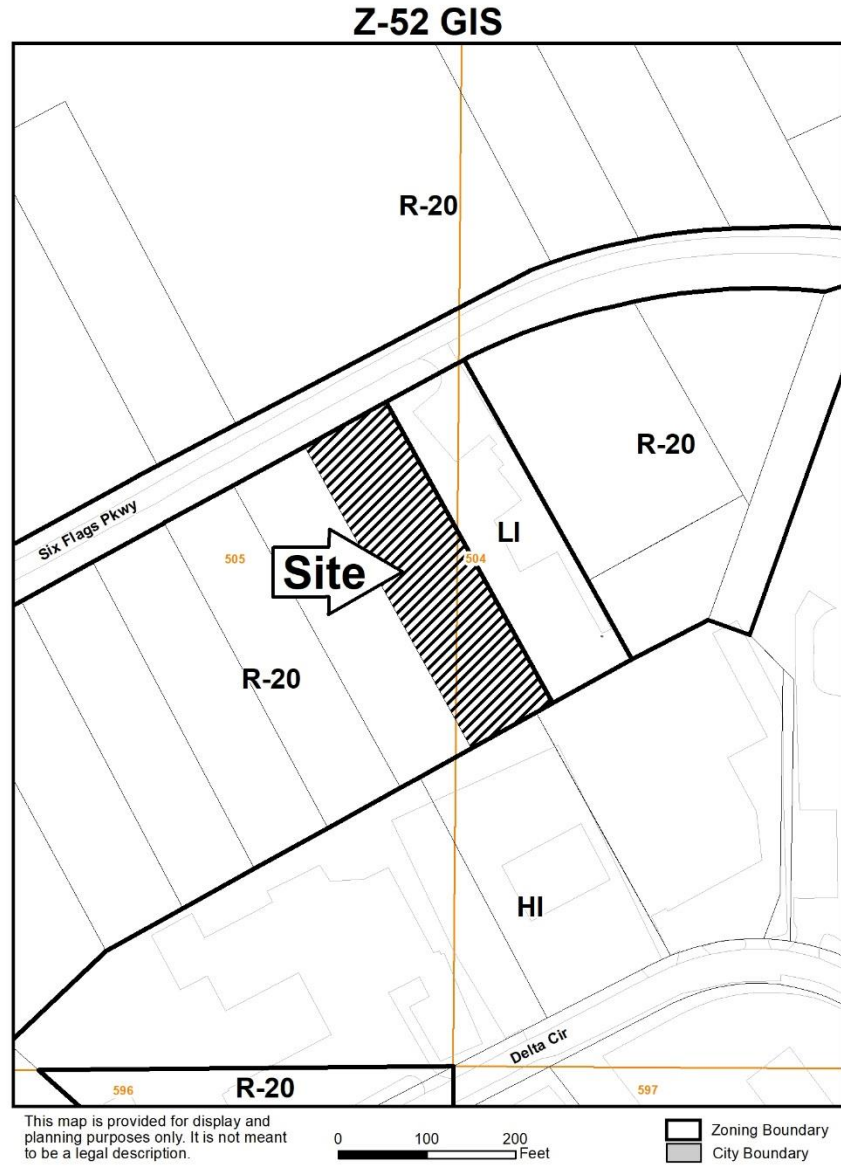 Z-52 GIS
R-20
Six Flags Pkwy
R-20
LI
505
504
Site
R-20
HI
Delta Cir
596
R-20
597
This map is provided for display and
planning purposes only. It is not meant
to be a legal description.
0 100 200
Feet
Zoning Boundary
City Boundary